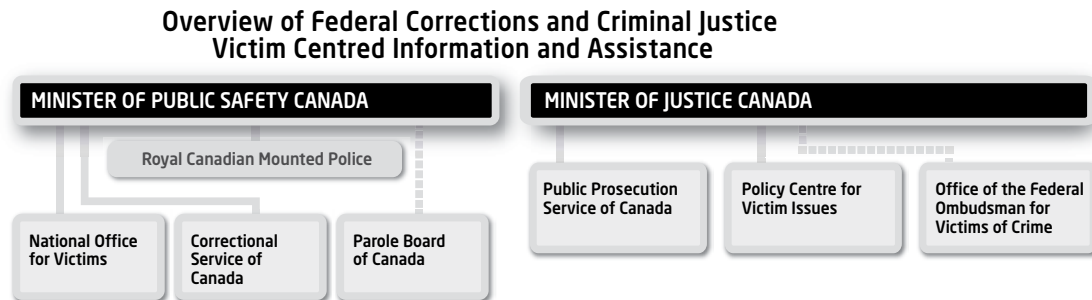 Overview of Federal Corrections and Criminal Justice
Victim Centred Information and Assistance
MINISTER OF PUBLIC SAFETY CANADA
Royal Canadian Mounted Police
National Office
for Victims
Correctional
Service of
Canada
Parole Board
of Canada
MINISTER OF JUSTICE CANADA
Public Prosecution
Service of Canada
Policy Centre for
Victim Issues
Office of the Federal
Ombudsman for
Victims of Crime